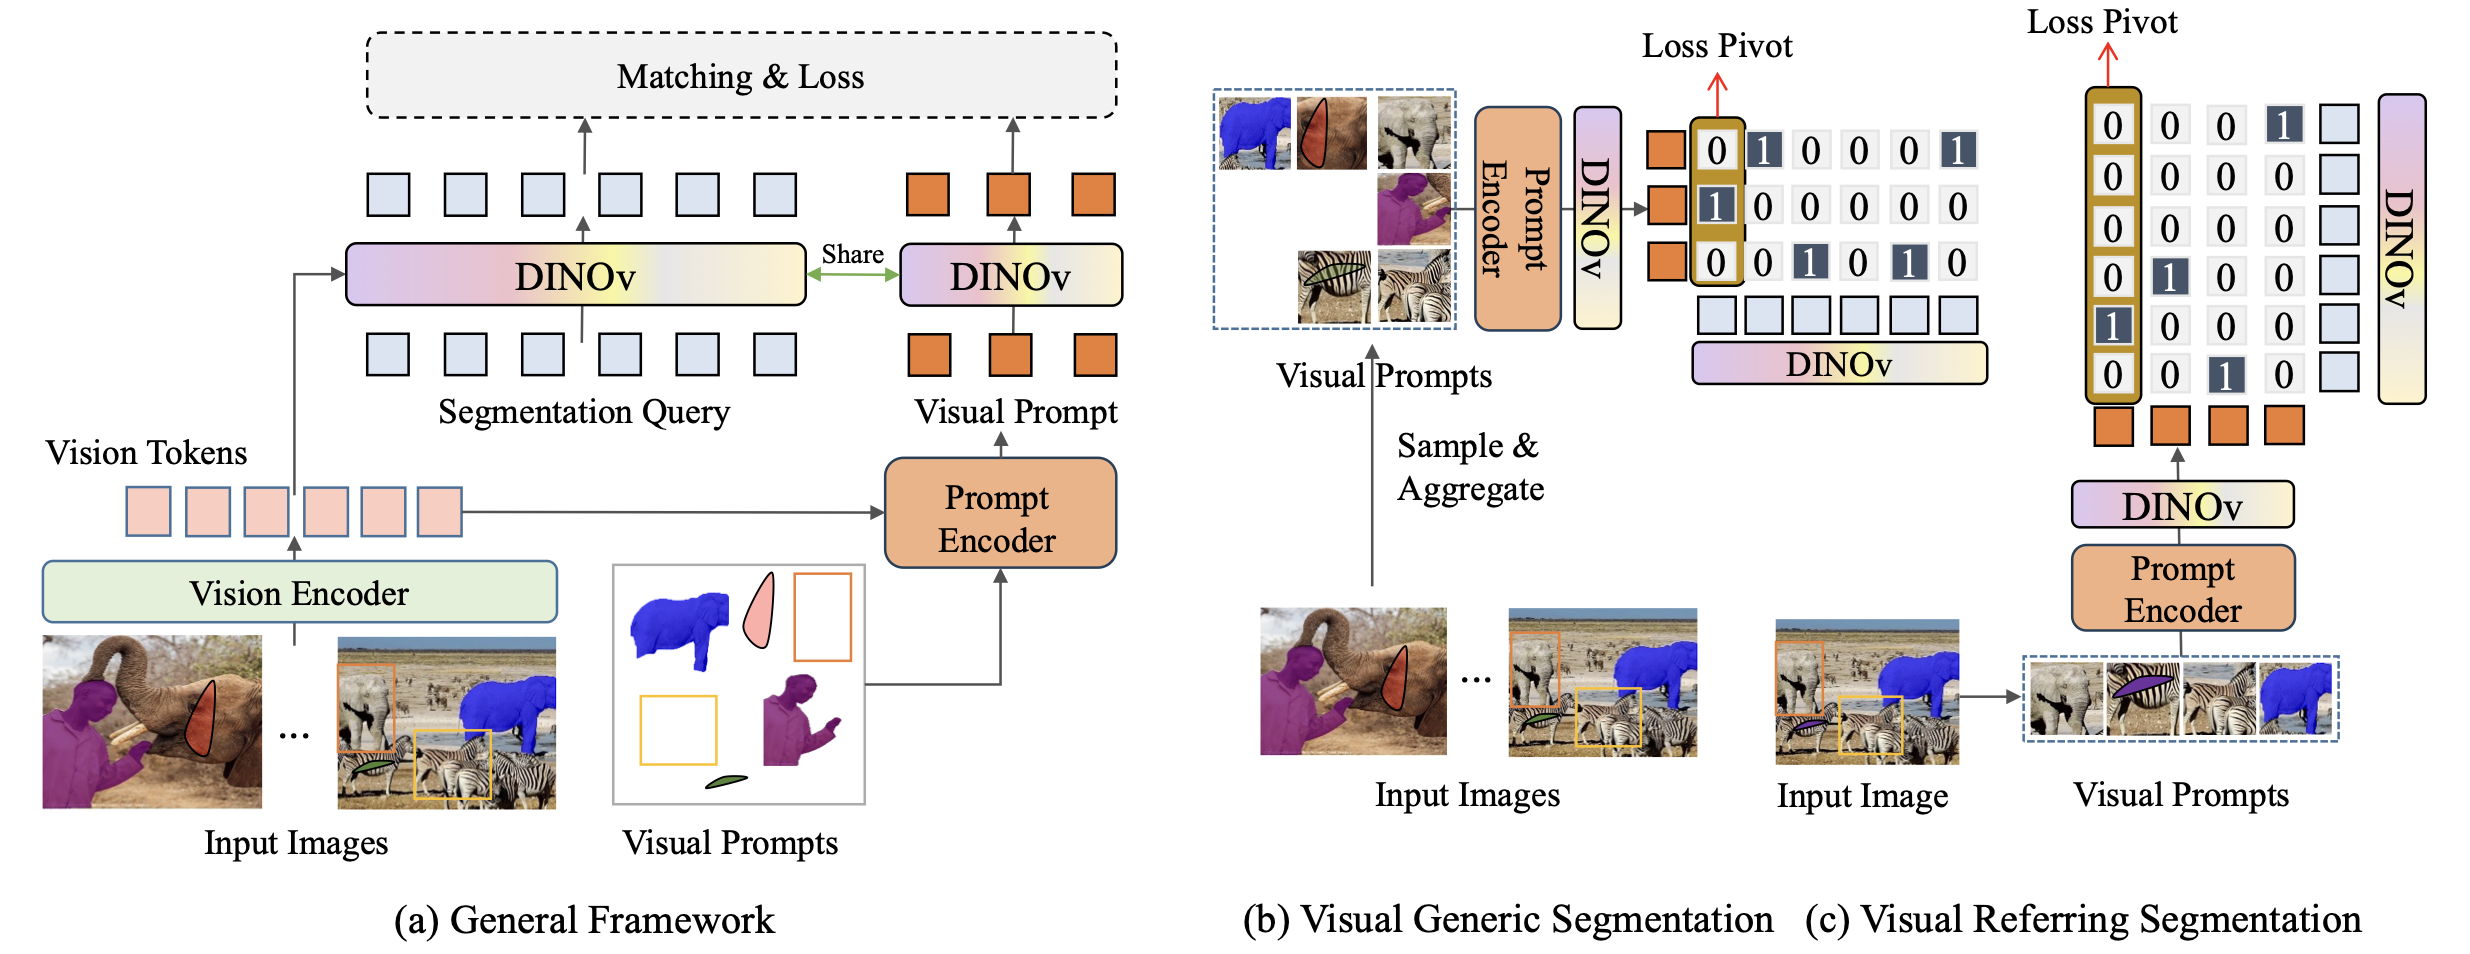 Matching & Loss
DINOv
Share
DINOv
Segmentation Query
Visual Prompt
Vision Tokens
Prompt
Encoder
Vision Encoder
...
Input Images
Visual Prompts
(a) General Framework
Loss Pivot
Prompt
Encoder
DINOv
0 1 0 0 0 1
1 0 0 0 0 0
0 0 1 0 1 0
DINOv
Visual Prompts
Sample &
Aggregate
...
Input Images
(b) Visual Generic Segmentation
Loss Pivot
0 0 0 1
0 0 0 0
0 0 0 0
0 1 0 0
1 0 0 0
0 0 1 0
DINOv
DINOv
Prompt
Encoder
Input Image
Visual Prompts
(c) Visual Referring Segmentation